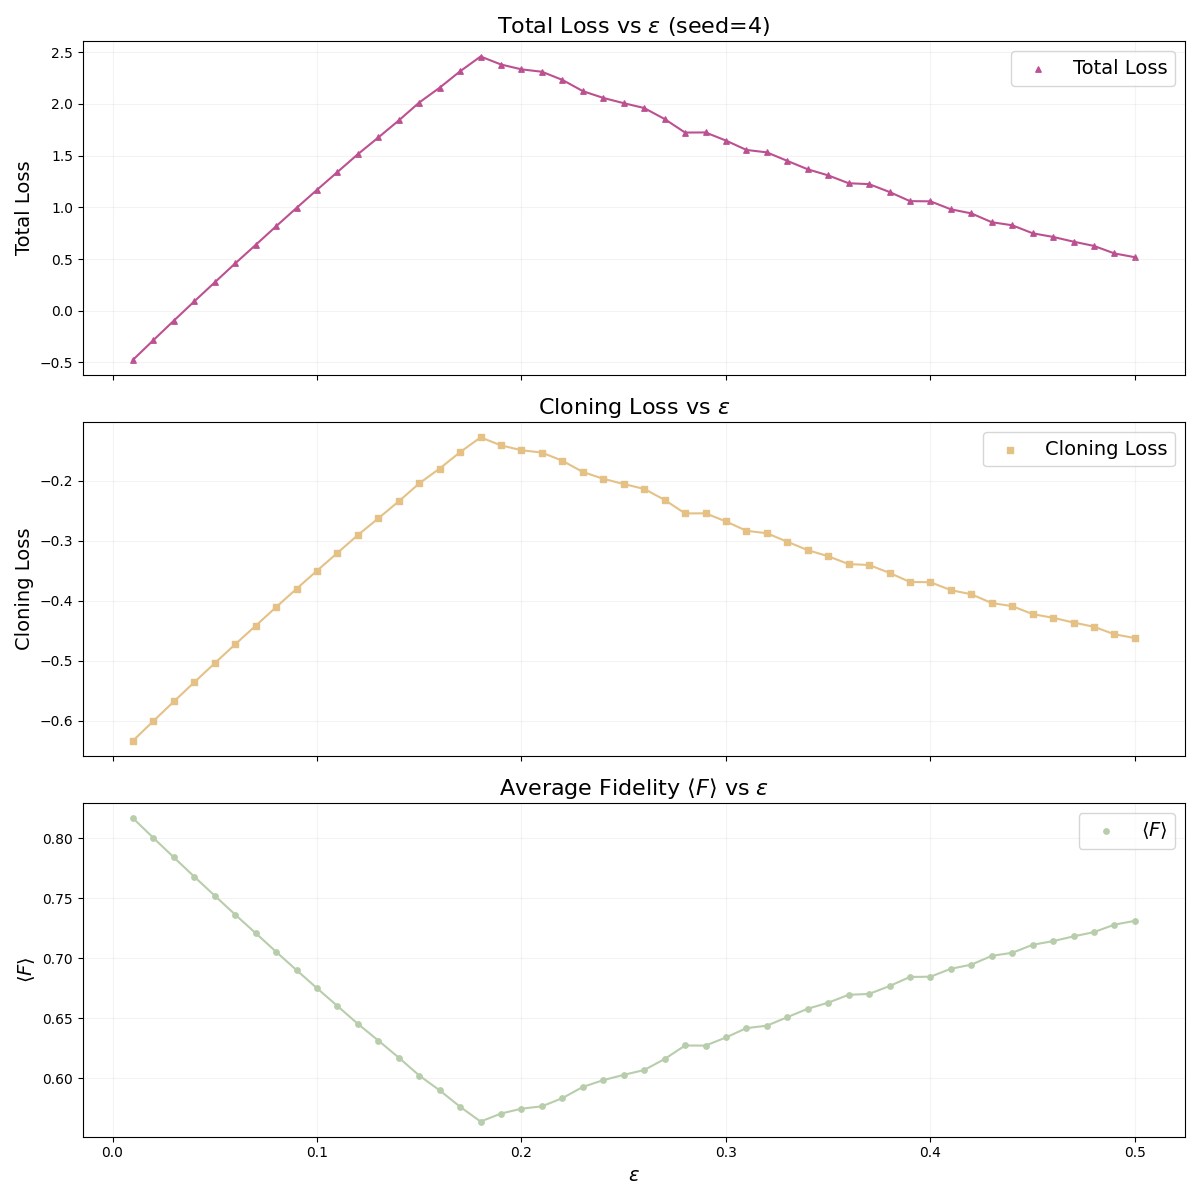 Total Loss vs ε (seed=4)
2.5
2.0
1.5
1.0
0.5
0.0
−0.5
Total Loss
Total Loss
Cloning Loss vs ε
−0.2
−0.3
−0.4
−0.5
−0.6
Cloning Loss
Cloning Loss
Average Fidelity ⟨F⟩ vs ε
0.80
0.75
0.70
0.65
0.60
⟨F⟩
⟨F⟩
0.0 0.1 0.2 0.3 0.4 0.5
ε